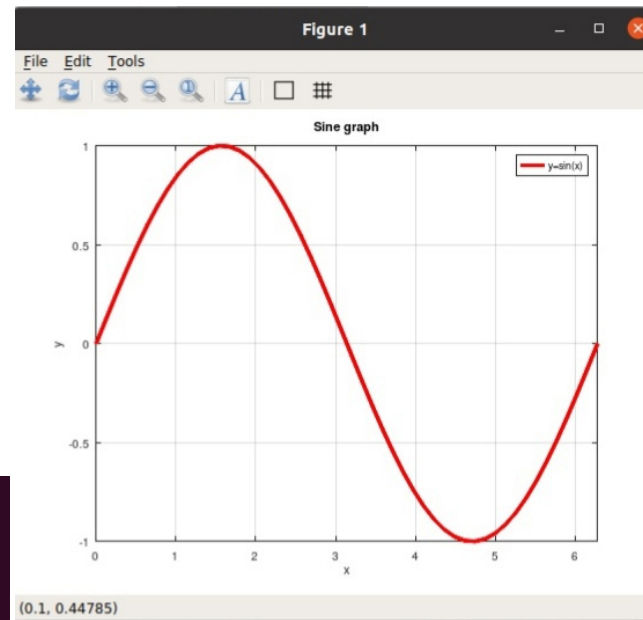 Figure 1
File Edit Tools
A
Sine graph
y=sin(x)
1
0.5
0
-0.5
-1
y
0 1 2 3 4 5 6
x
(0.1, 0.44785)